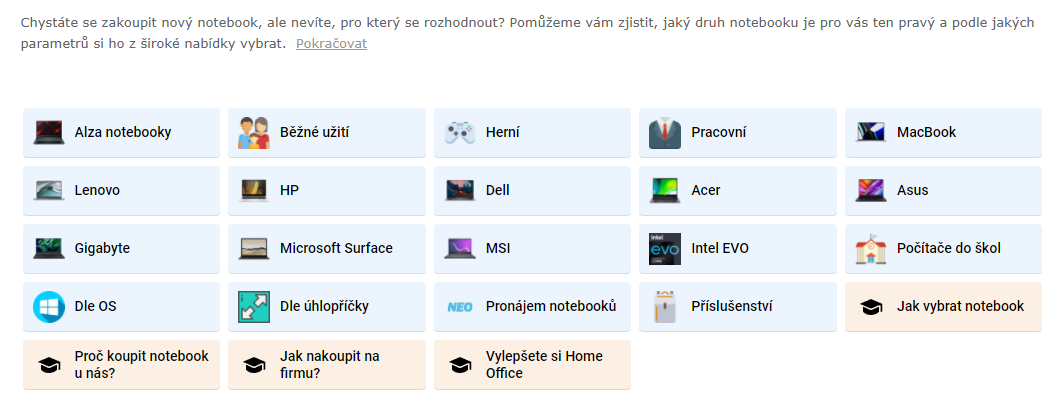 Chystáte se zakoupit nový notebook, ale nevíte, pro který se rozhodnout? Pomůžeme vám zjistit, jaký druh notebooku je pro vás ten pravý a podle jakých
parametrů si ho z široké nabídky vybrat. Pokračovat
Alza notebooky
Běžné užití
Herní
Pracovní
MacBook
Lenovo
HP
Dell
Acer
Asus
Gigabyte
Microsoft Surface
MSI
intel
evo
Intel EVO
Počítače do škol
Dle OS
Dle úhlopříčky
NEO
Pronájem notebooků
Příslušenství
Jak vybrat notebook
Proč koupit notebook
u nás?
Jak nakoupit na
firmu?
Vylepšete si Home
Office